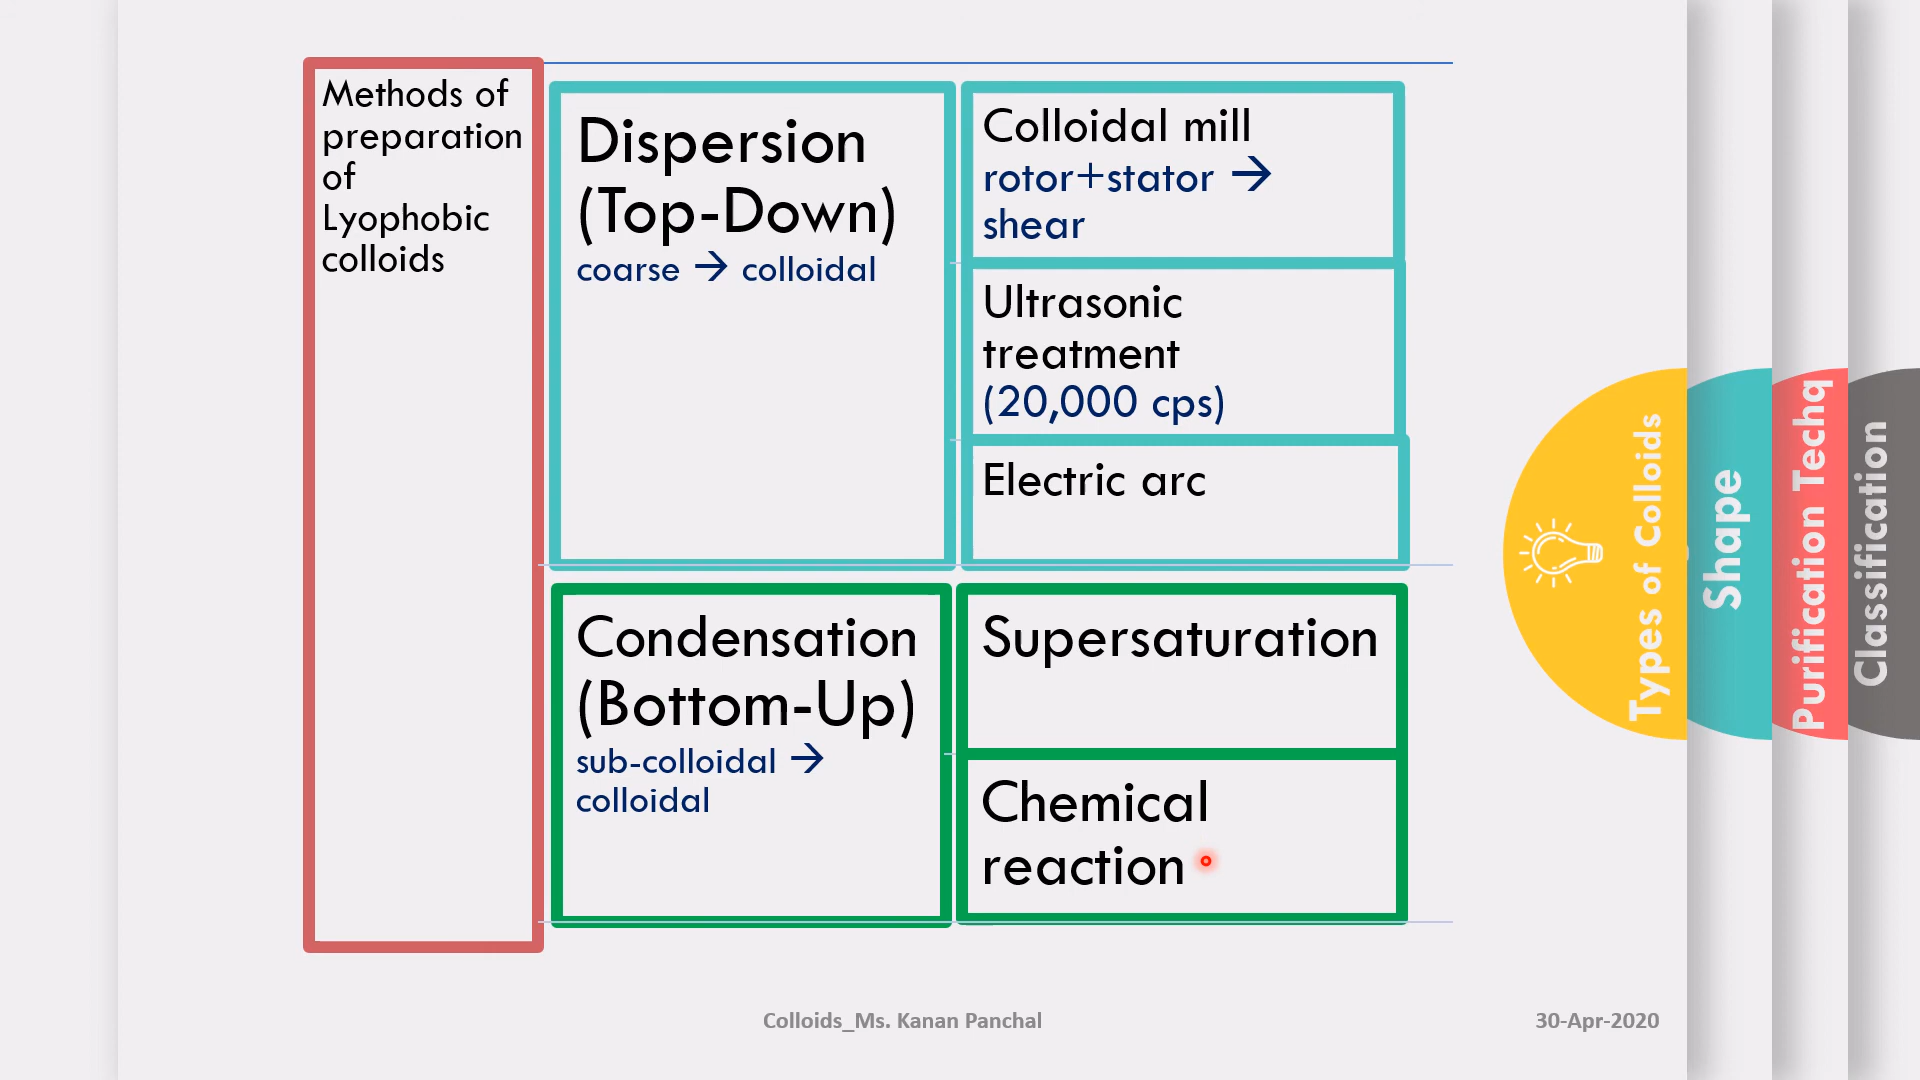 Methods of
preparation
of
Lyophobic
colloids
Dispersion
(Top-Down)
coarse → colloidal
Colloidal mill
rotor+stator →
shear
Ultrasonic
treatment
(20,000 cps)
Electric arc
Condensation
(Bottom-Up)
sub-colloidal →
colloidal
Supersaturation
Chemical
reaction
Types of Colloids
Shape
Purification Techq
Classification
Colloids_Ms. Kanan Panchal
30-Apr-2020